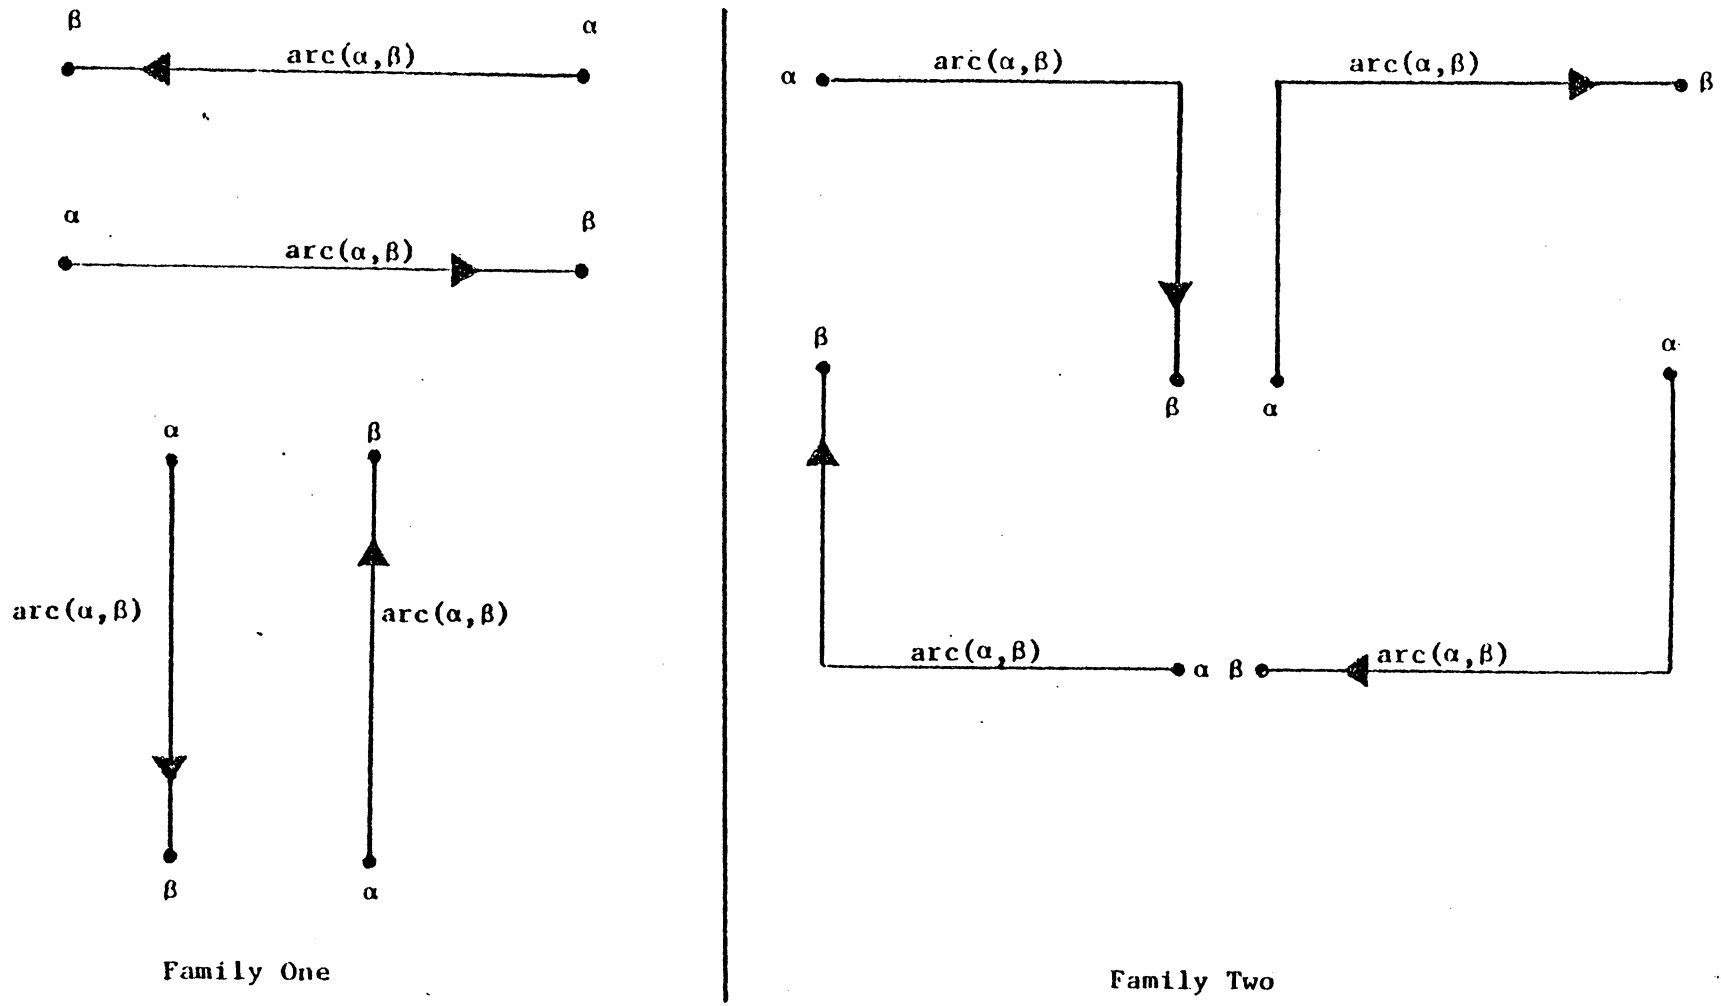 β α
arc(α,β)
α β
arc(α,β)
α β
arc(α,β) arc(α,β)
β α
Family One
α arc(α,β) arc(α,β) β
β α
β α
arc(α,β) α β arc(α,β)
Family Two